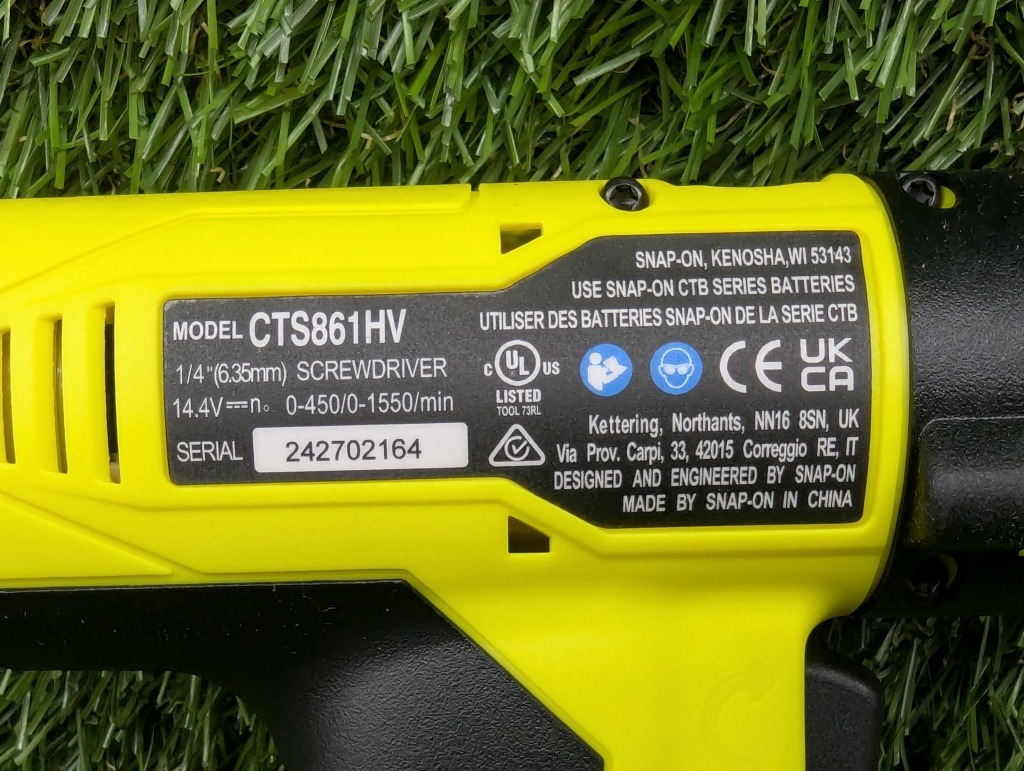 SNAP-ON, KENOSHA,WI 53143
USE SNAP-ON CTB SERIES BATTERIES
UTILISER DES BATTERIES SNAP-ON DE LA SERIE CTB
MODEL CTS861HV
1/4"(6.35mm) SCREWDRIVER
14.4V⎓nₒ 0-450/0-1550/min
SERIAL 242702164
c UL US
LISTED
TOOL 73RL
CE
UK
CA
Kettering, Northants, NN16 8SN, UK
Via Prov. Carpi, 33, 42015 Correggio RE, IT
DESIGNED AND ENGINEERED BY SNAP-ON
MADE BY SNAP-ON IN CHINA